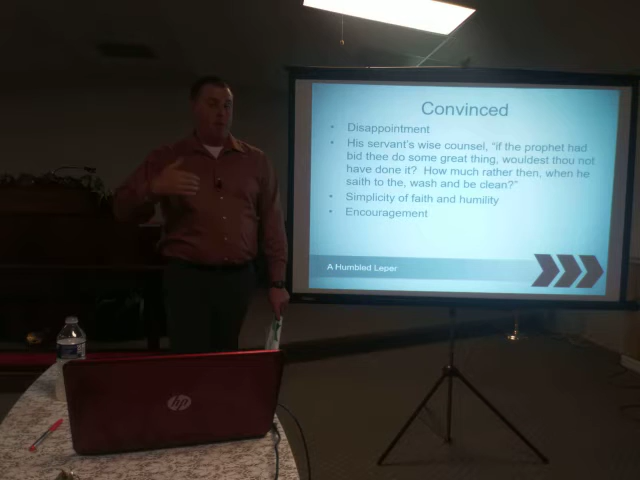 Convinced
• Disappointment
• His servant's wise counsel, "if the prophet had
bid thee do some great thing, wouldest thou not
have done it? How much rather then, when he
saith to the, wash and be clean?"
• Simplicity of faith and humility
• Encouragement
A Humbled Leper
hp